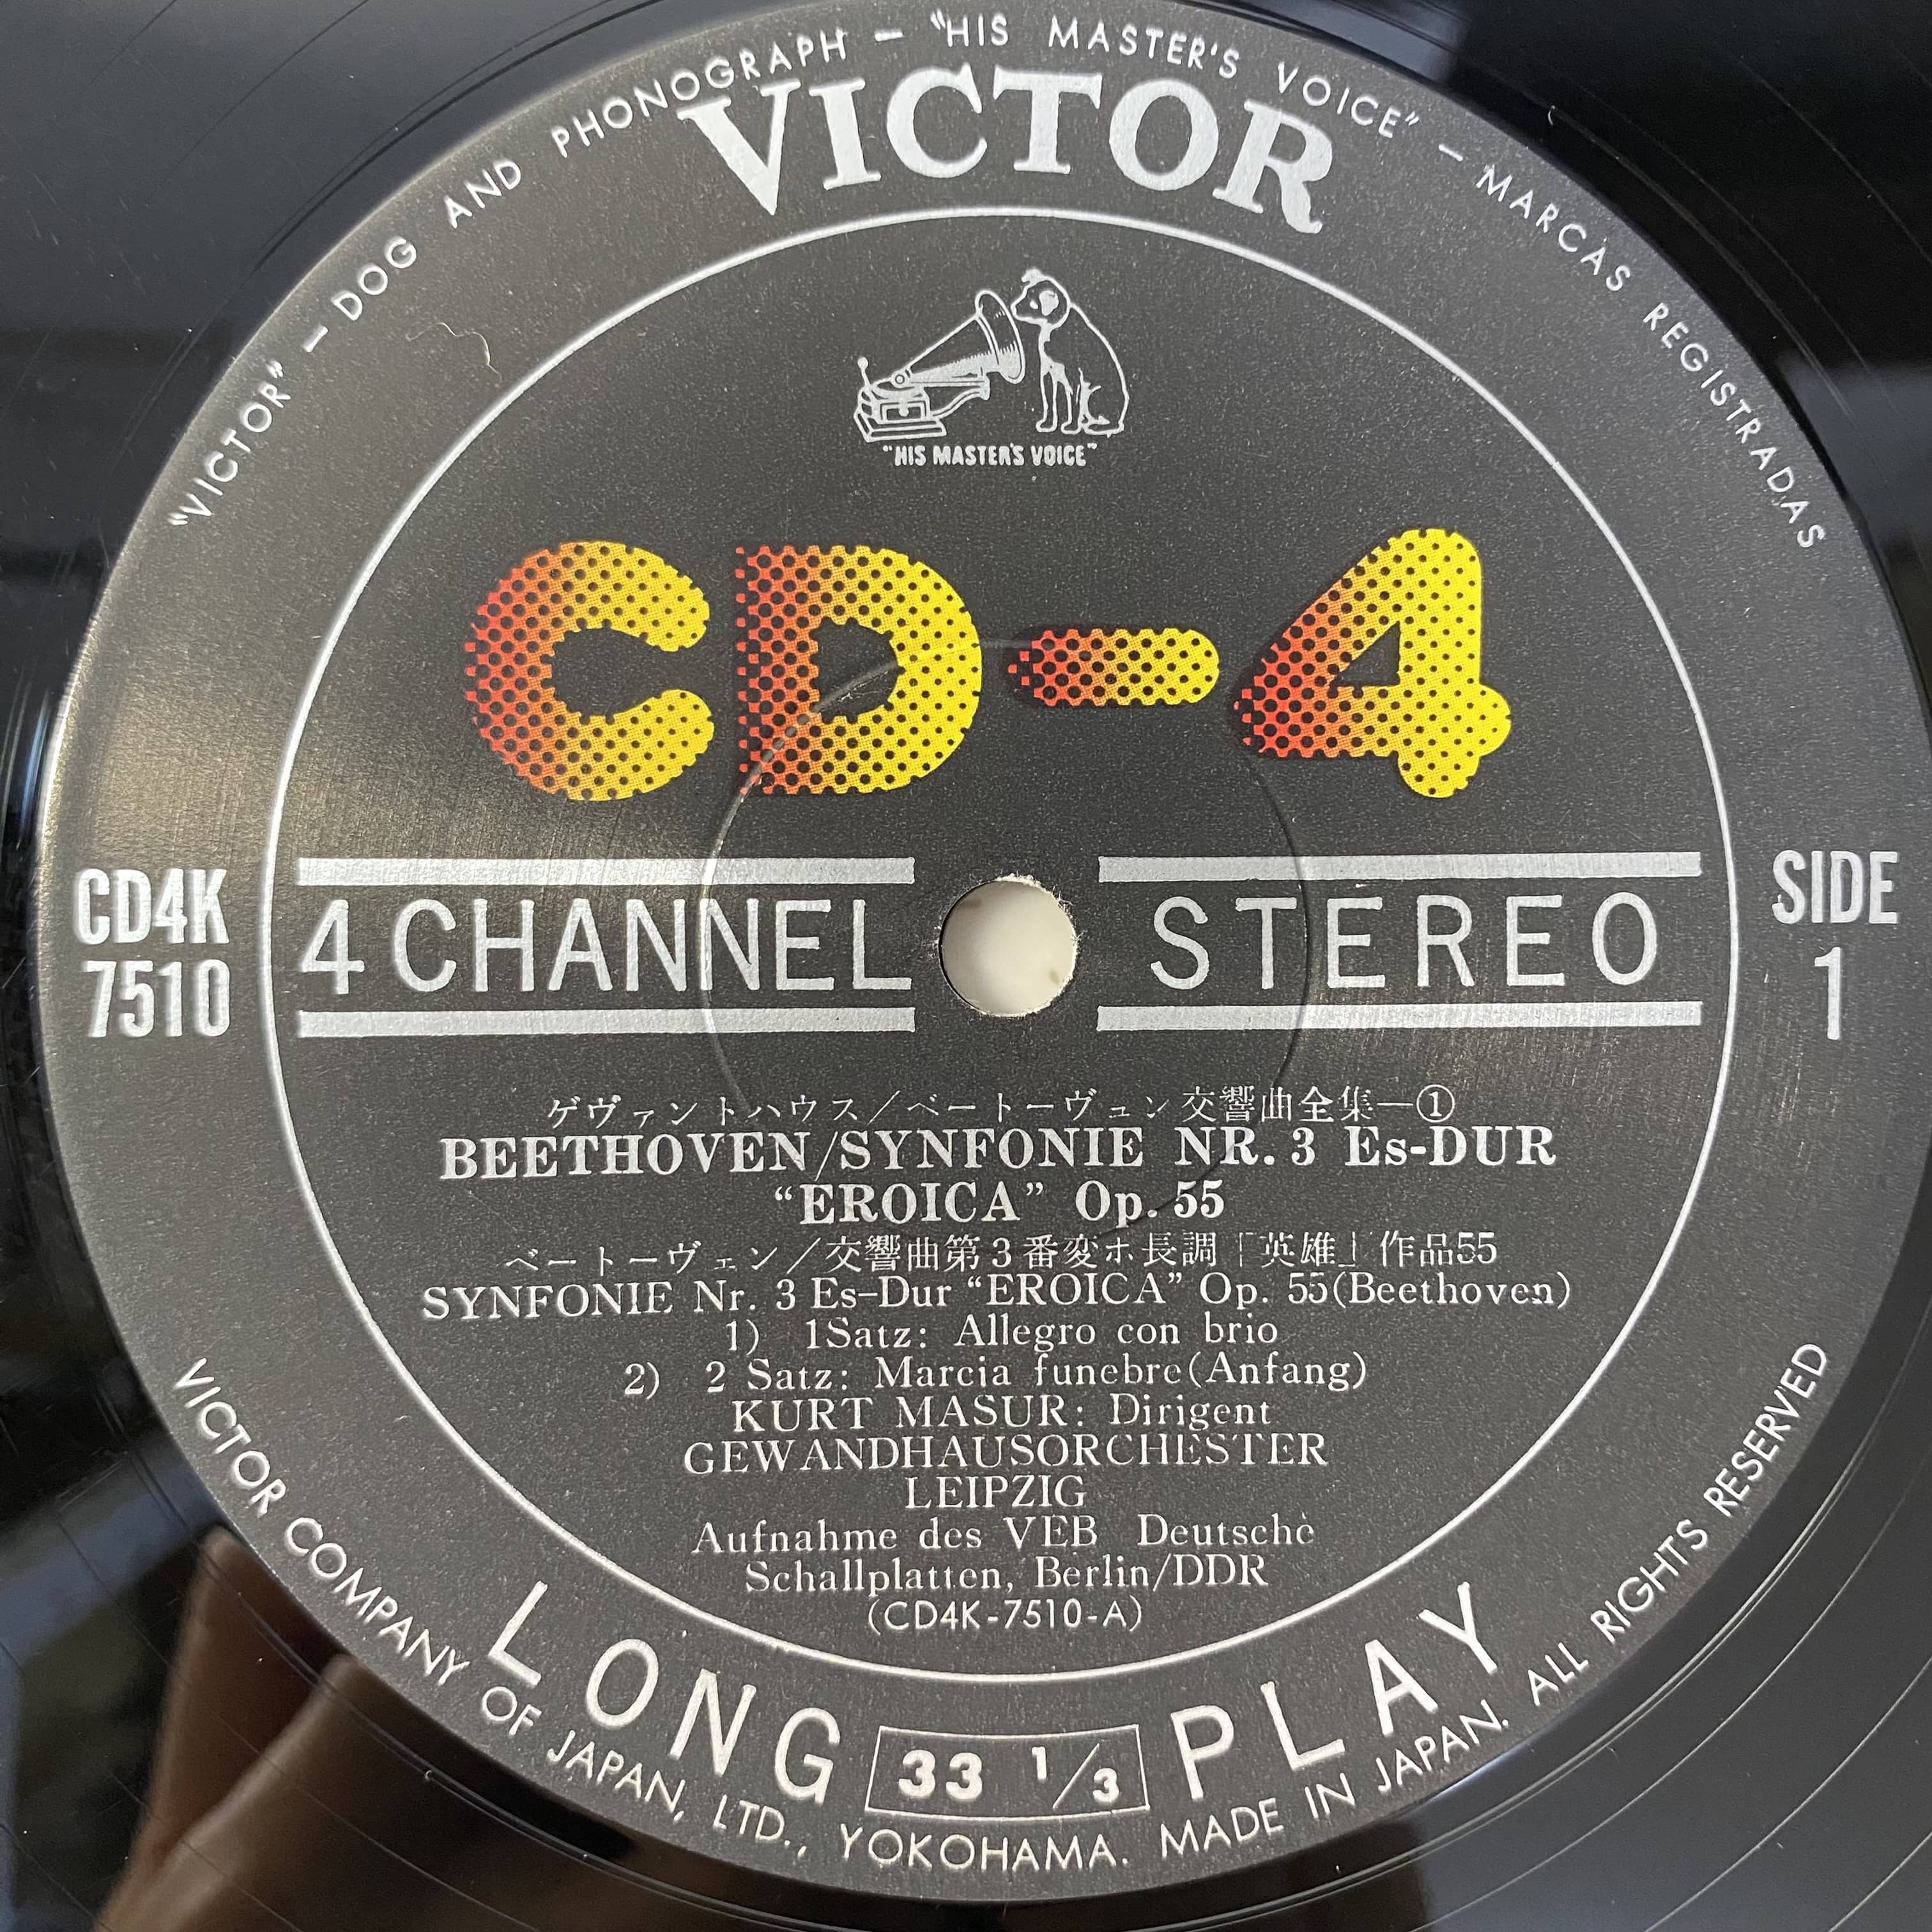 "VICTOR" — DOG AND PHONOGRAPH — "HIS MASTER'S VOICE" — MARCAS REGISTRADAS
VICTOR
"HIS MASTER'S VOICE"
CD-4
CD4K
7510
4 CHANNEL STEREO
SIDE
1
ゲヴァントハウス／ベートーヴェン交響曲全集—①
BEETHOVEN/SYNFONIE NR. 3 Es-DUR
"EROICA" Op. 55
ベートーヴェン／交響曲第3番変ホ長調「英雄」作品55
SYNFONIE Nr. 3 Es-Dur "EROICA" Op. 55(Beethoven)
1) 1Satz: Allegro con brio
2) 2 Satz: Marcia funebre(Anfang)
KURT MASUR: Dirigent
GEWANDHAUSORCHESTER
LEIPZIG
Aufnahme des VEB Deutsche
Schallplatten, Berlin/DDR
(CD4K-7510-A)
LONG 33 1/3 PLAY
VICTOR COMPANY OF JAPAN, LTD., YOKOHAMA. MADE IN JAPAN. ALL RIGHTS RESERVED